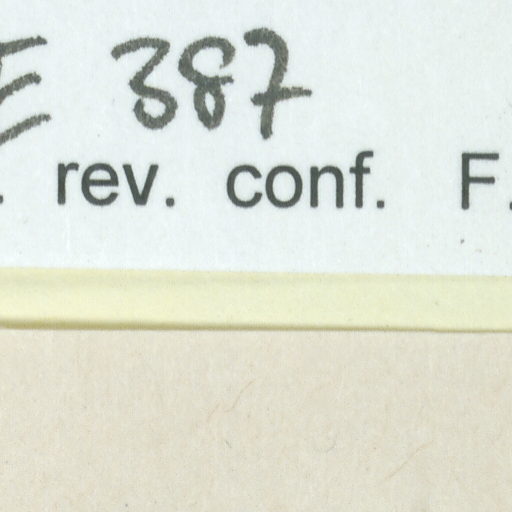 E 387
. rev. conf. F.